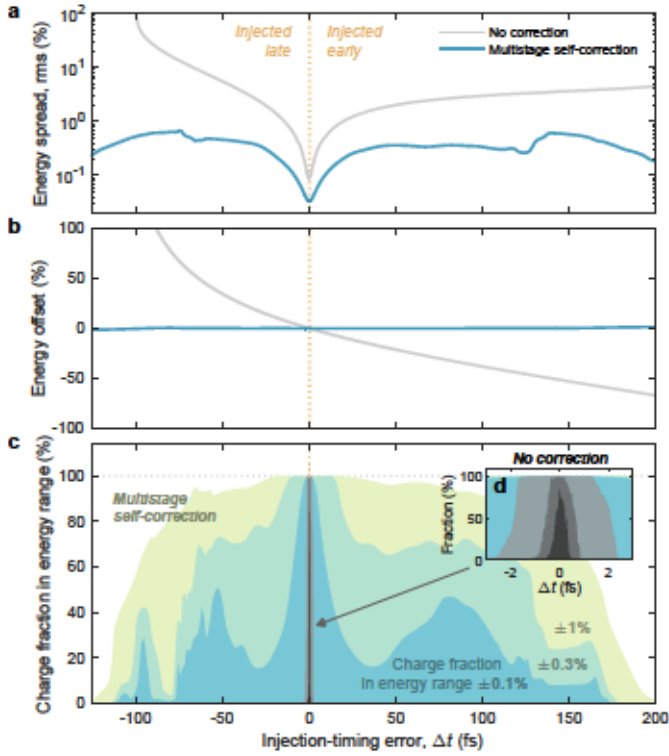 a
Energy spread, rms (%)
10²
10¹
10⁰
10⁻¹
Injected
late
Injected
early
No correction
Multistage self-correction
b
Energy offset (%)
100
50
0
-50
-100
c
Charge fraction in energy range (%)
100
80
60
40
20
0
Multistage
self-correction
No correction
d
Fraction (%)
100
50
0
-2 0 2
Δt (fs)
±1%
±0.3%
Charge fraction
in energy range ±0.1%
-100 -50 0 50 100 150 200
Injection-timing error, Δt (fs)